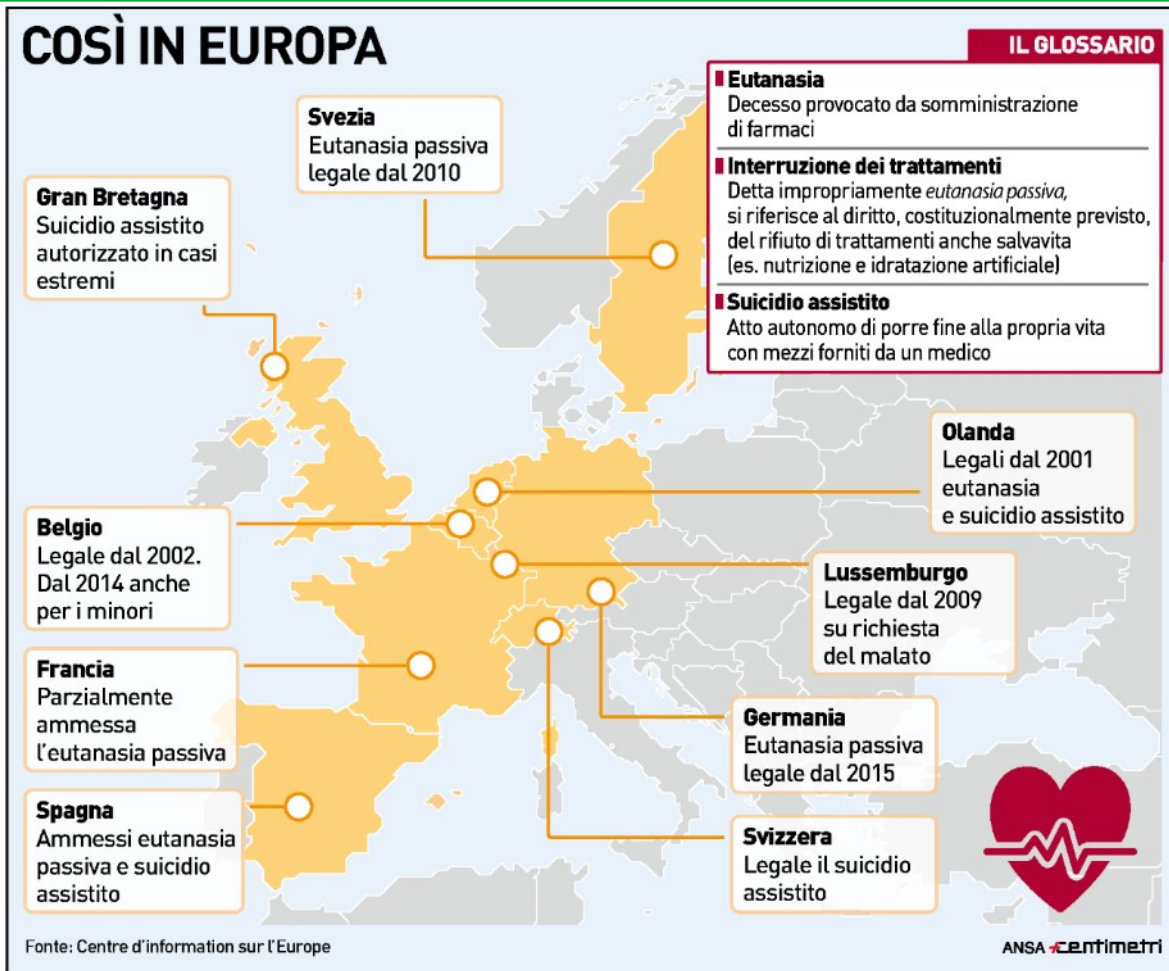 COSÌ IN EUROPA
IL GLOSSARIO
Eutanasia
Decesso provocato da somministrazione
di farmaci
Interruzione dei trattamenti
Detta impropriamente eutanasia passiva,
si riferisce al diritto, costituzionalmente previsto,
del rifiuto di trattamenti anche salvavita
(es. nutrizione e idratazione artificiale)
Suicidio assistito
Atto autonomo di porre fine alla propria vita
con mezzi forniti da un medico
Svezia
Eutanasia passiva
legale dal 2010
Gran Bretagna
Suicidio assistito
autorizzato in casi
estremi
Olanda
Legali dal 2001
eutanasia
e suicidio assistito
Belgio
Legale dal 2002.
Dal 2014 anche
per i minori
Lussemburgo
Legale dal 2009
su richiesta
del malato
Francia
Parzialmente
ammessa
l'eutanasia passiva
Germania
Eutanasia passiva
legale dal 2015
Spagna
Ammessi eutanasia
passiva e suicidio
assistito
Svizzera
Legale il suicidio
assistito
Fonte: Centre d'information sur l'Europe
ANSA centimetri